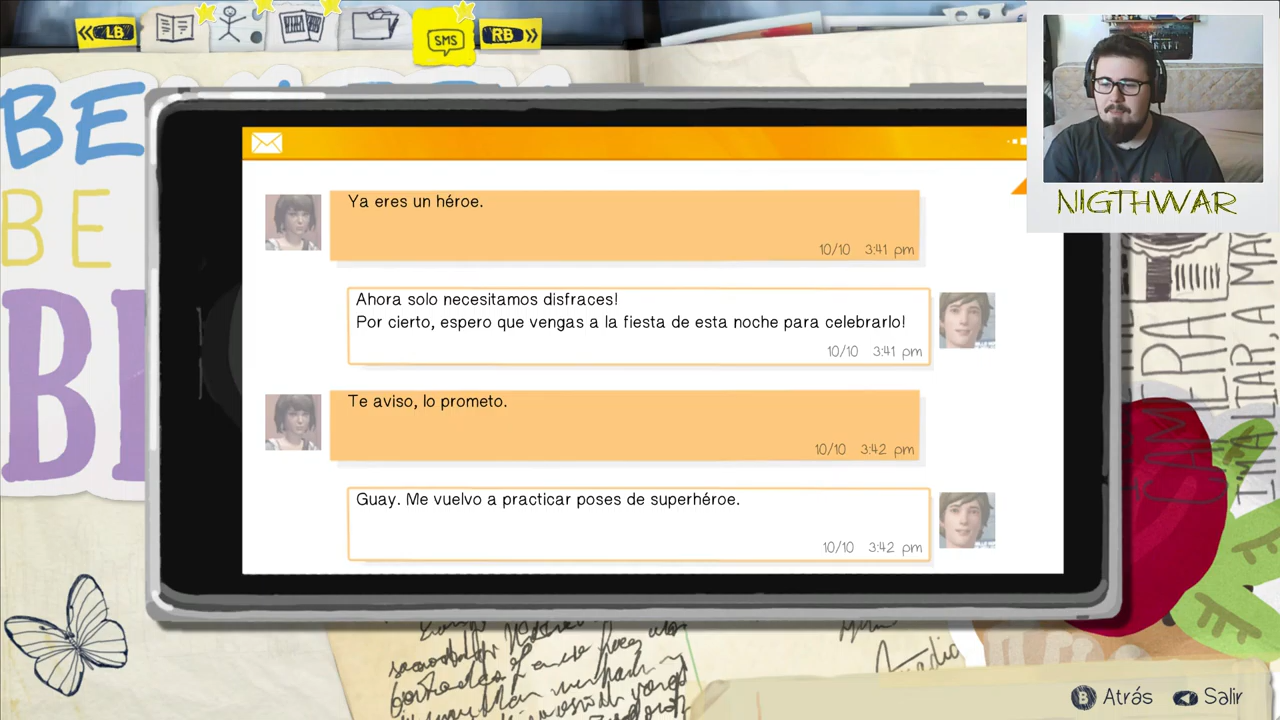 LB
SMS
RB
BE
BE
Ya eres un héroe.
10/10 3:41 pm
Ahora solo necesitamos disfraces!
Por cierto, espero que vengas a la fiesta de esta noche para celebrarlo!
10/10 3:41 pm
Te aviso, lo prometo.
10/10 3:42 pm
Guay. Me vuelvo a practicar poses de superhéroe.
10/10 3:42 pm
NIGTHWAR
B Atrás
Salir